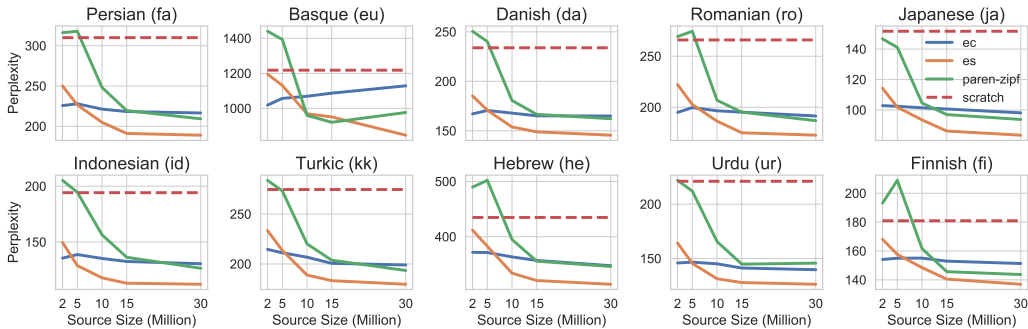 Persian (fa) Basque (eu) Danish (da) Romanian (ro) Japanese (ja)
Perplexity
300
250
200
1400
1200
1000
250
200
150
250
200
140
120
100
ec
es
paren-zipf
scratch
Indonesian (id) Turkic (kk) Hebrew (he) Urdu (ur) Finnish (fi)
Perplexity
200
150
250
200
500
400
200
150
200
180
160
140
2 5 10 15 30 2 5 10 15 30 2 5 10 15 30 2 5 10 15 30 2 5 10 15 30
Source Size (Million) Source Size (Million) Source Size (Million) Source Size (Million) Source Size (Million)